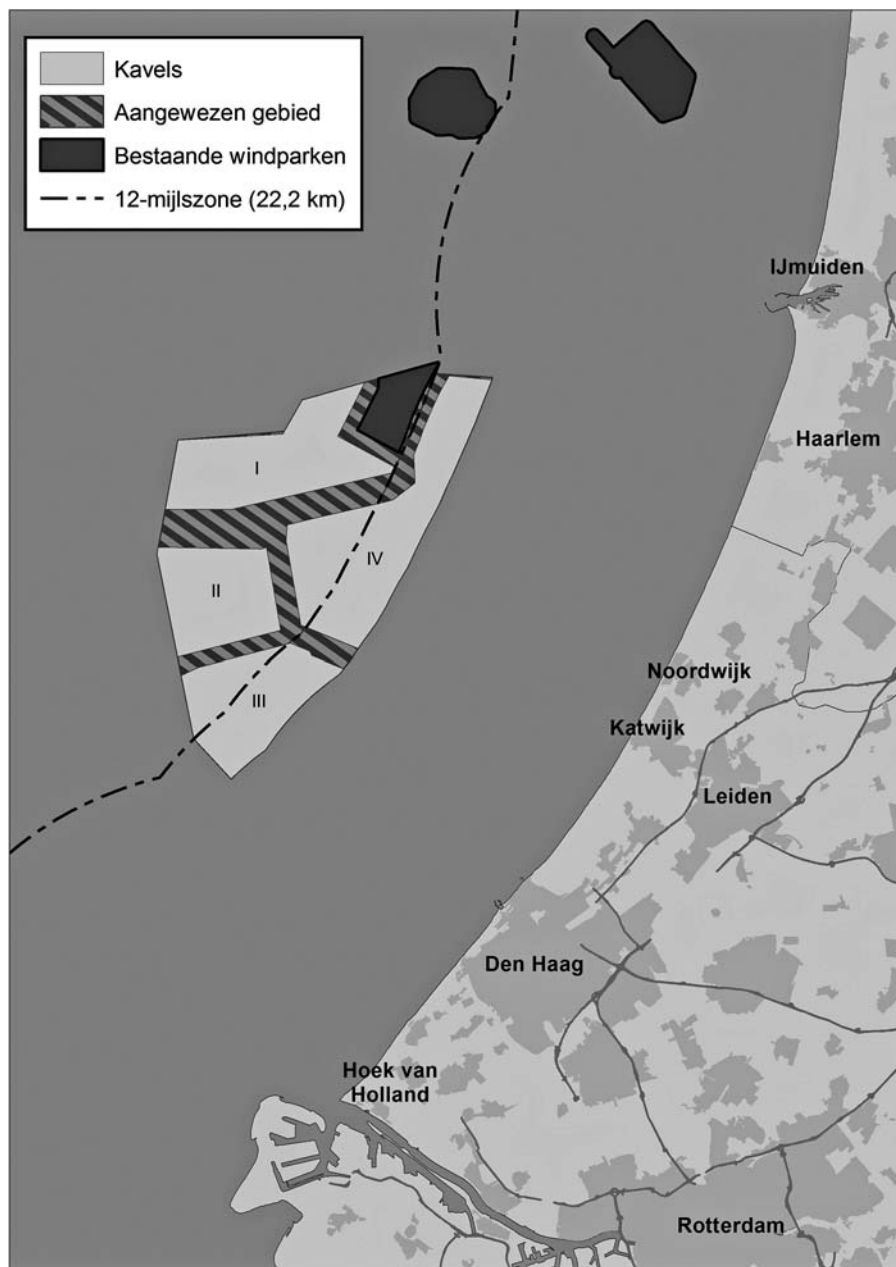 Kavels
Aangewezen gebied
Bestaande windparken
12-mijlszone (22,2 km)
IJmuiden
Haarlem
I
IV
II
Noordwijk
III
Katwijk
Leiden
Den Haag
Hoek van
Holland
Rotterdam